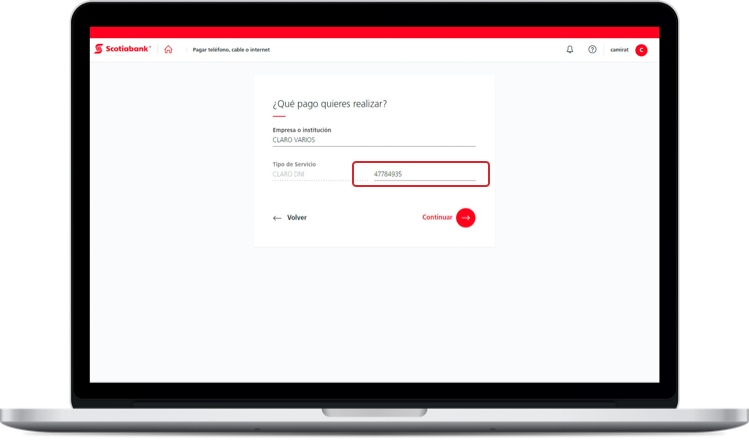 Scotiabank
Pagar teléfono, cable o internet
camirat
C
¿Qué pago quieres realizar?
Empresa o institución
CLARO VARIOS
Tipo de Servicio
CLARO DNI
47784935
Volver
Continuar